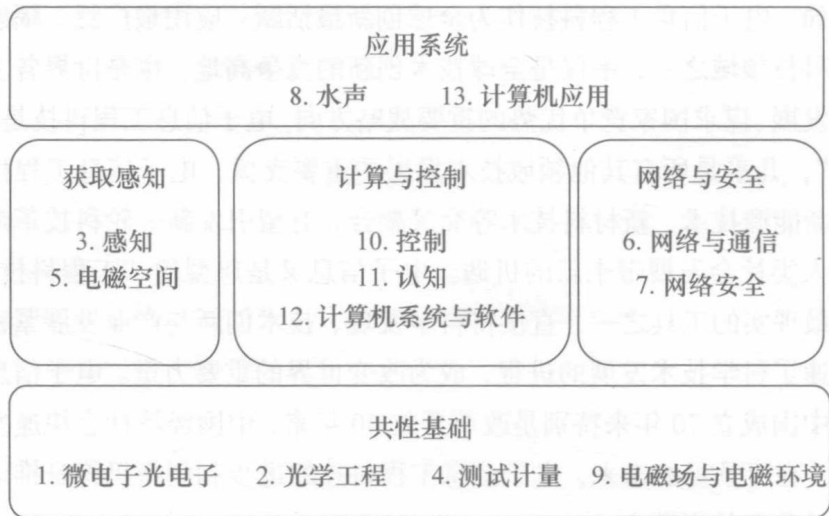 应用系统
8. 水声 13. 计算机应用
获取感知
3. 感知
5. 电磁空间
计算与控制
10. 控制
11. 认知
12. 计算机系统与软件
网络与安全
6. 网络与通信
7. 网络安全
共性基础
1. 微电子光电子 2. 光学工程 4. 测试计量 9. 电磁场与电磁环境